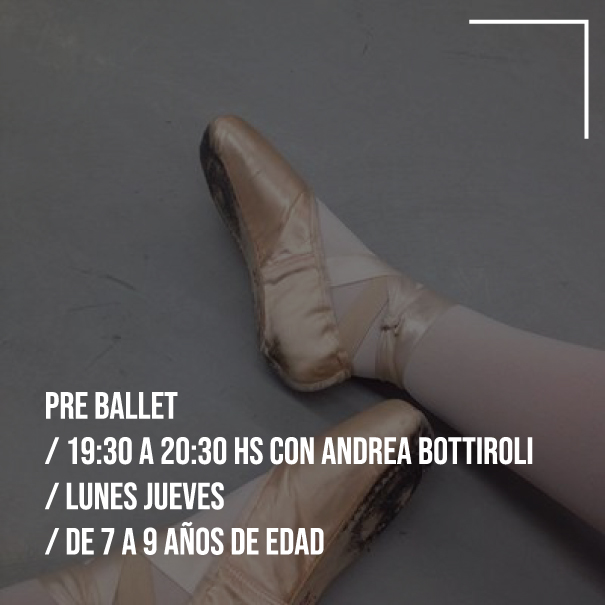 PRE BALLET
/ 19:30 A 20:30 HS CON ANDREA BOTTIROLI
/ LUNES JUEVES
/ DE 7 A 9 AÑOS DE EDAD